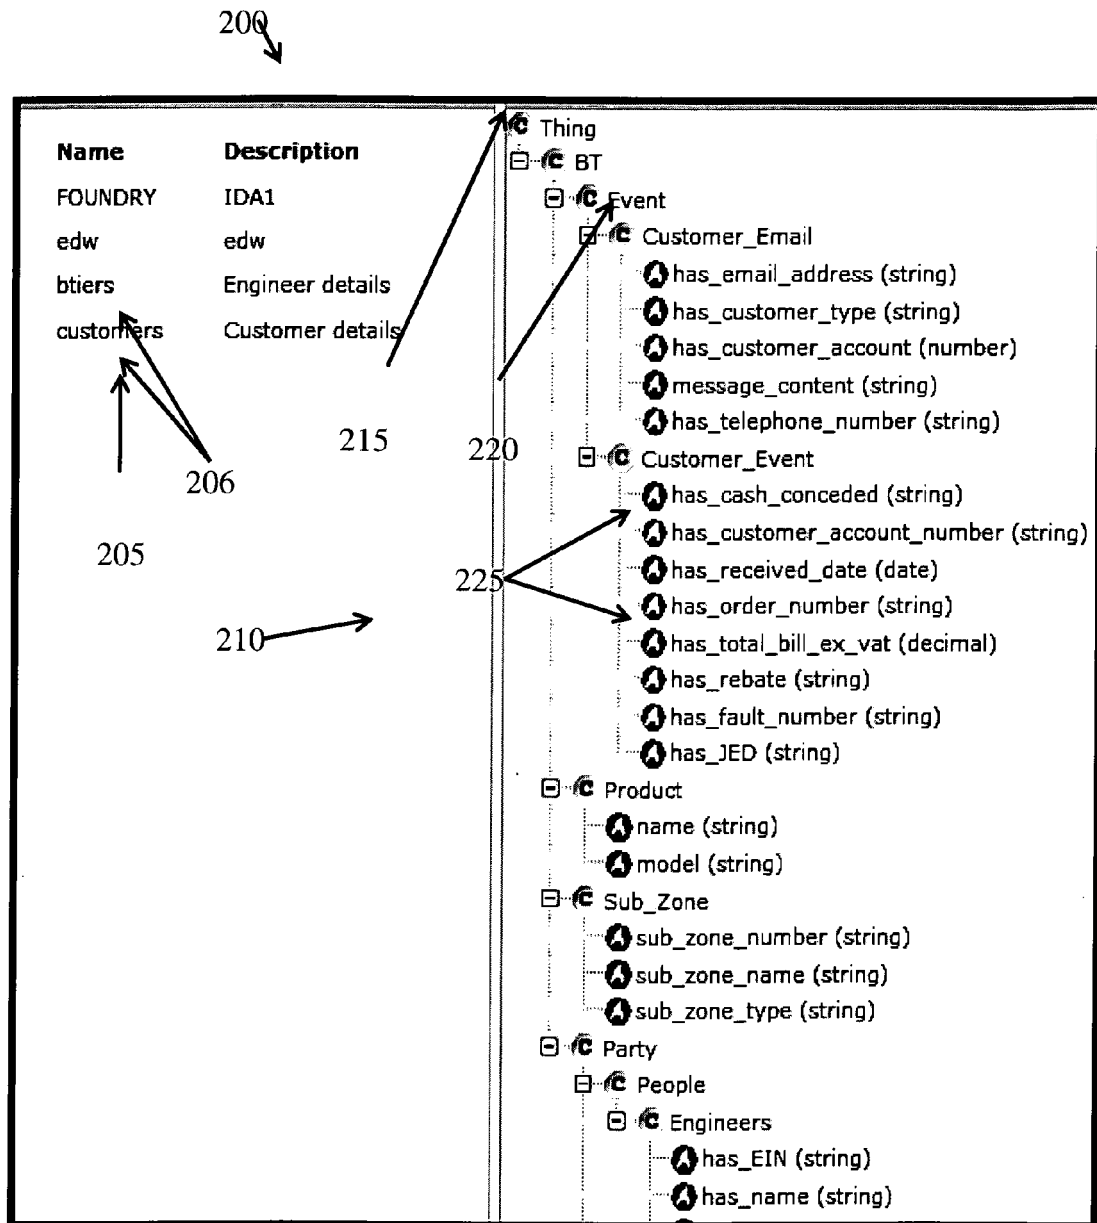 200
Name Description
FOUNDRY IDA1
edw edw
btiers Engineer details
customers Customer details
215
220
206
205
225
210
C Thing
C BT
C Event
C Customer_Email
A has_email_address (string)
A has_customer_type (string)
A has_customer_account (number)
A message_content (string)
A has_telephone_number (string)
C Customer_Event
A has_cash_conceded (string)
A has_customer_account_number (string)
A has_received_date (date)
A has_order_number (string)
A has_total_bill_ex_vat (decimal)
A has_rebate (string)
A has_fault_number (string)
A has_JED (string)
C Product
A name (string)
A model (string)
C Sub_Zone
A sub_zone_number (string)
A sub_zone_name (string)
A sub_zone_type (string)
C Party
C People
C Engineers
A has_EIN (string)
A has_name (string)